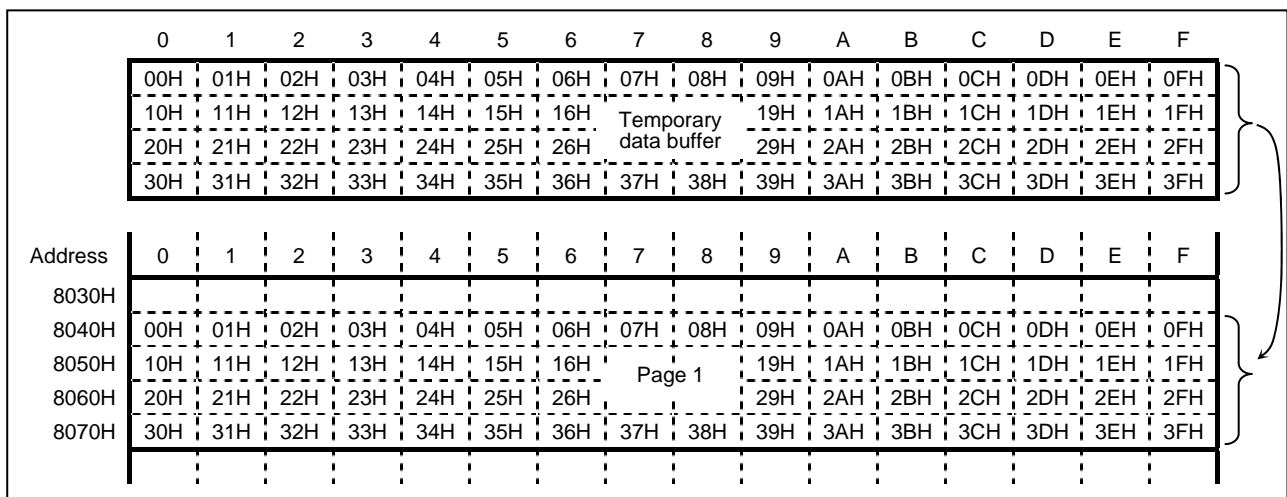 0 1 2 3 4 5 6 7 8 9 A B C D E F
00H 01H 02H 03H 04H 05H 06H 07H 08H 09H 0AH 0BH 0CH 0DH 0EH 0FH
10H 11H 12H 13H 14H 15H 16H 19H 1AH 1BH 1CH 1DH 1EH 1FH
Temporary
data buffer
20H 21H 22H 23H 24H 25H 26H 29H 2AH 2BH 2CH 2DH 2EH 2FH
30H 31H 32H 33H 34H 35H 36H 37H 38H 39H 3AH 3BH 3CH 3DH 3EH 3FH
Address 0 1 2 3 4 5 6 7 8 9 A B C D E F
8030H
8040H 00H 01H 02H 03H 04H 05H 06H 07H 08H 09H 0AH 0BH 0CH 0DH 0EH 0FH
8050H 10H 11H 12H 13H 14H 15H 16H 19H 1AH 1BH 1CH 1DH 1EH 1FH
Page 1
8060H 20H 21H 22H 23H 24H 25H 26H 29H 2AH 2BH 2CH 2DH 2EH 2FH
8070H 30H 31H 32H 33H 34H 35H 36H 37H 38H 39H 3AH 3BH 3CH 3DH 3EH 3FH